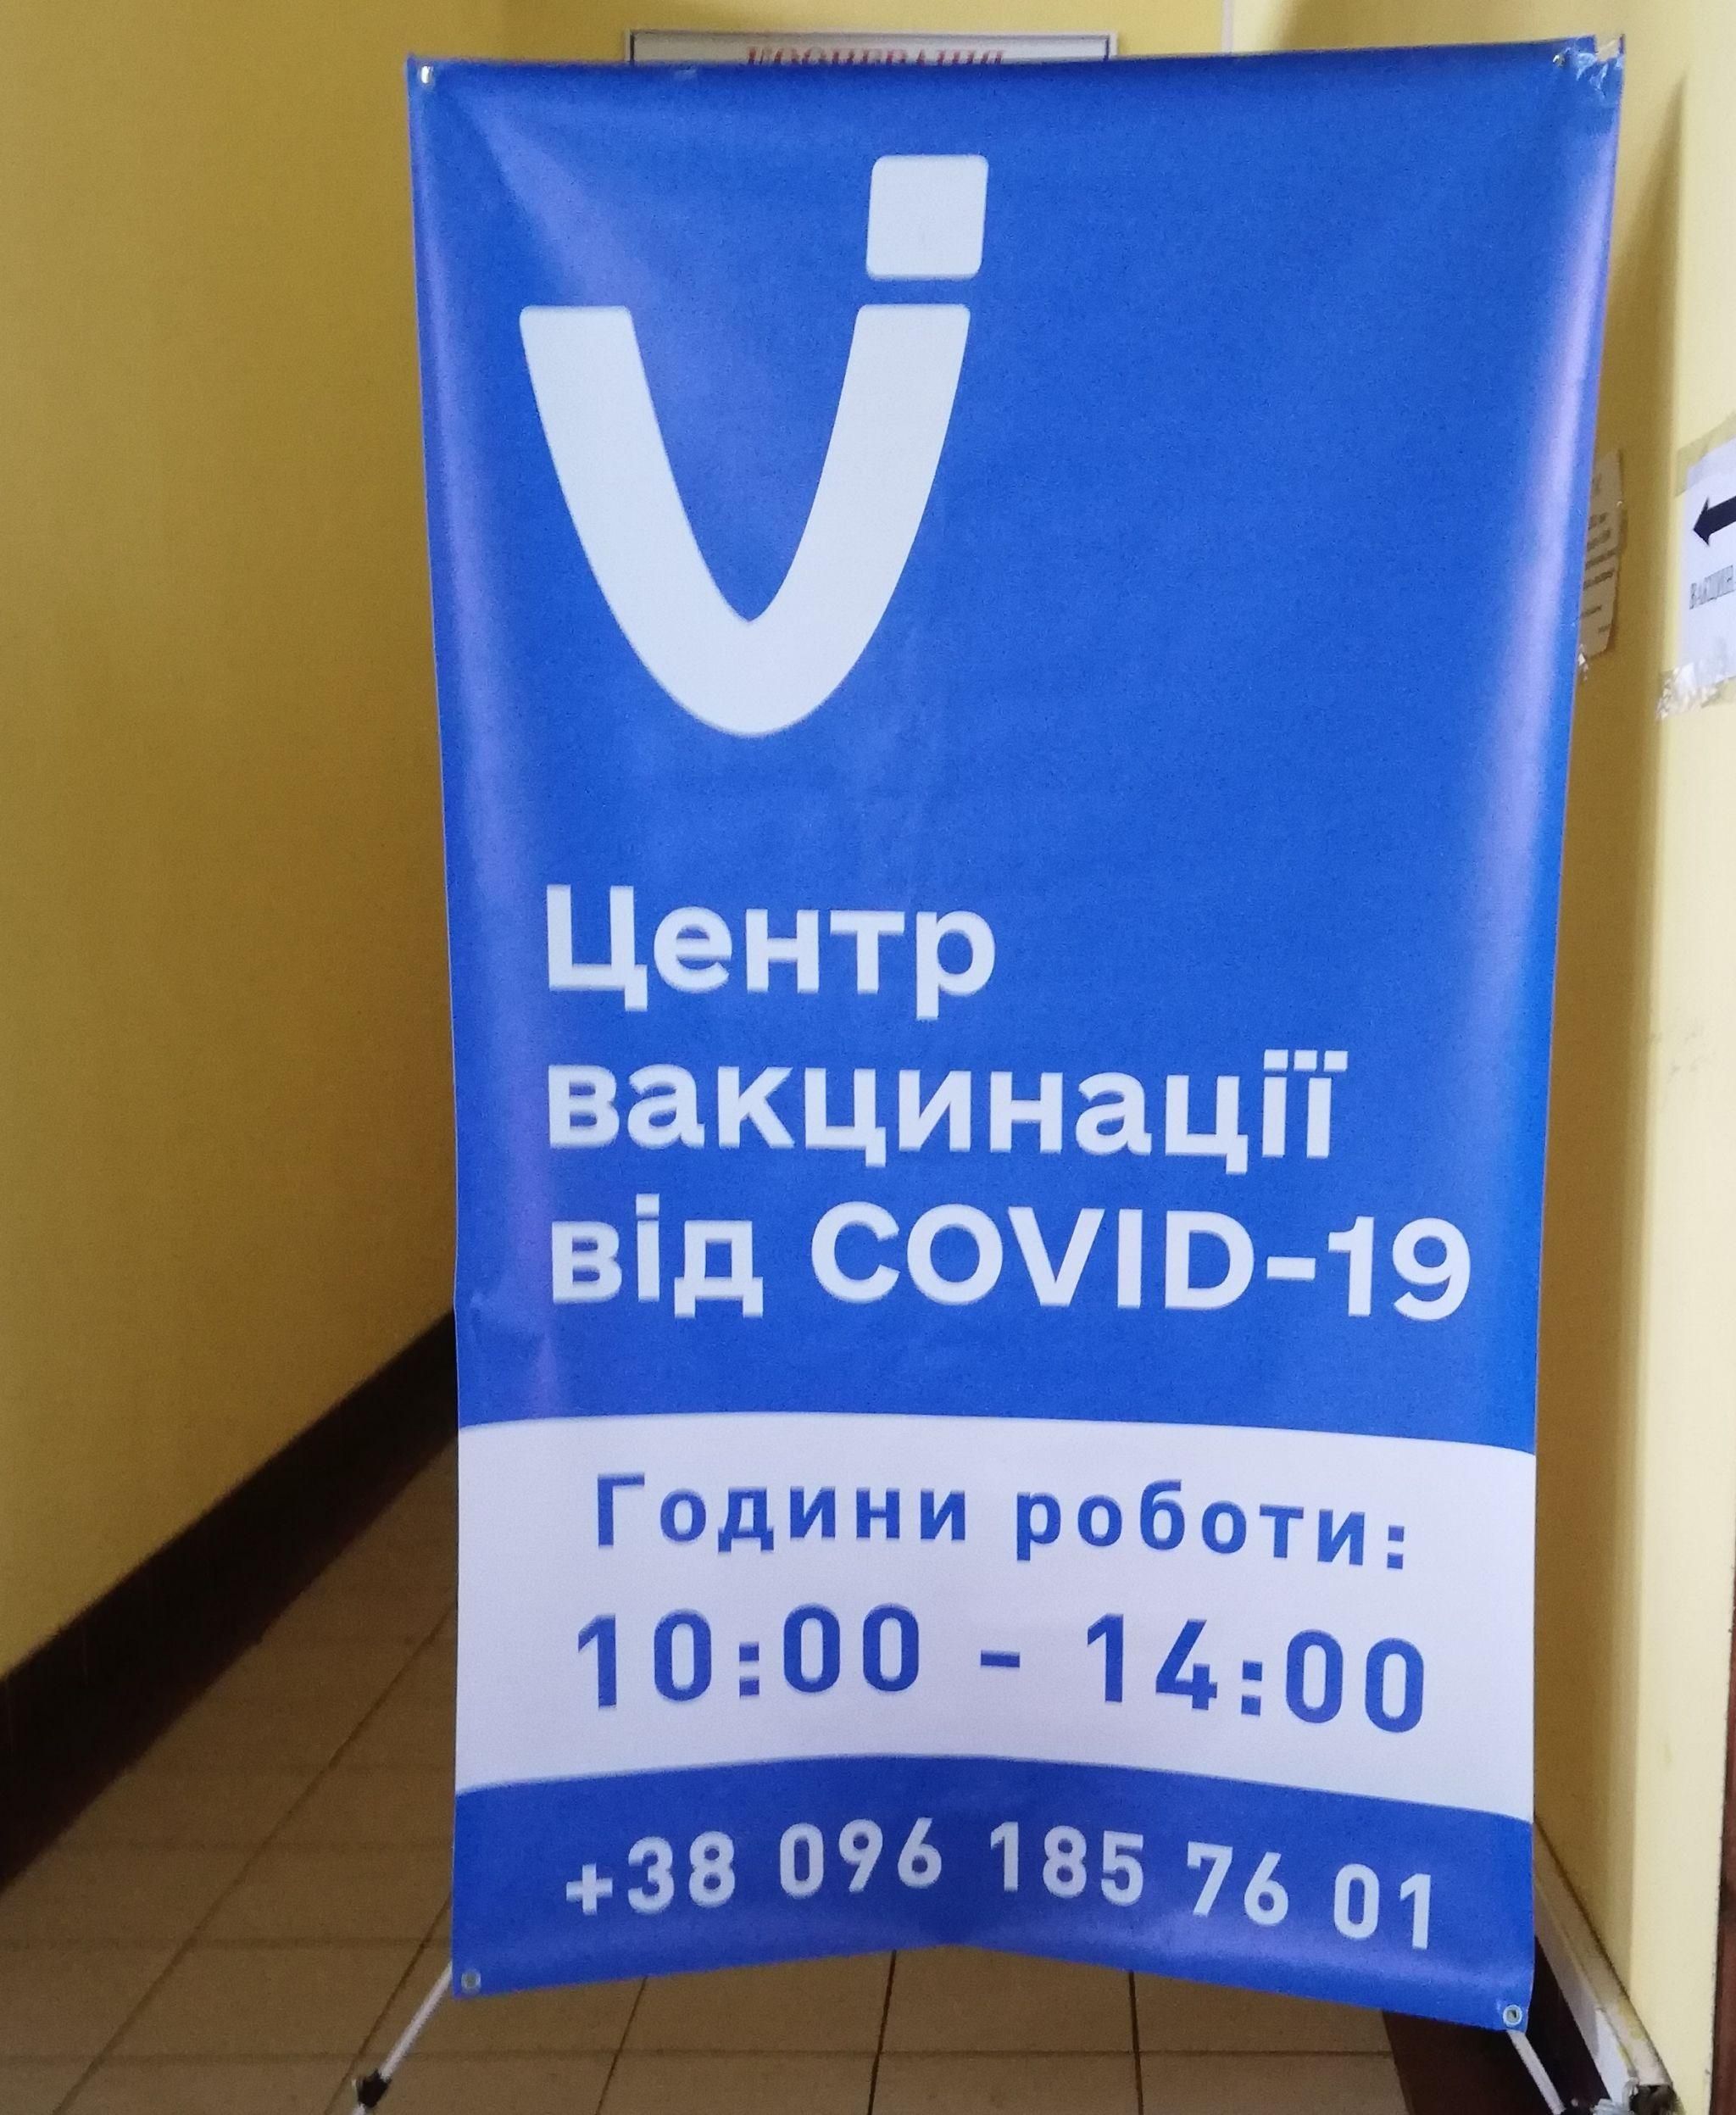 Центр
вакцинації
від COVID-19
Години роботи:
10:00 - 14:00
+38 096 185 76 01